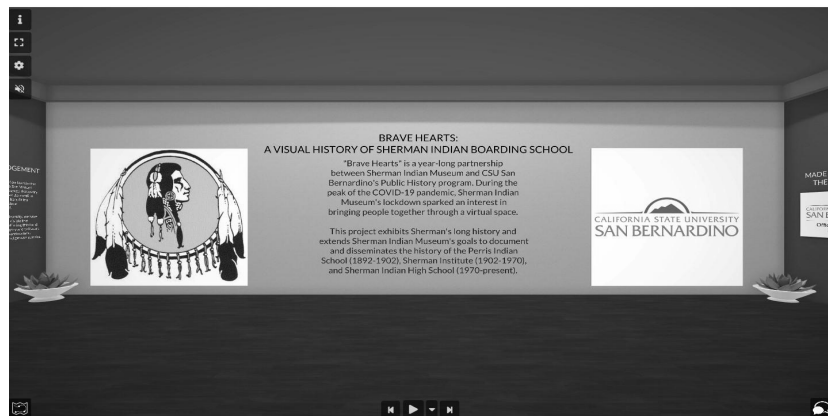 BRAVE HEARTS:
A VISUAL HISTORY OF SHERMAN INDIAN BOARDING SCHOOL
"Brave Hearts" is a year-long partnership
between Sherman Indian Museum and CSU San
Bernardino's Public History program. During the
peak of the COVID-19 pandemic, Sherman Indian
Museum's lockdown sparked an interest in
bringing people together through a virtual space.
This project exhibits Sherman's long history and
extends Sherman Indian Museum's goals to document
and disseminates the history of the Perris Indian
School (1892-1902), Sherman Institute (1902-1970),
and Sherman Indian High School (1970-present).
CALIFORNIA STATE UNIVERSITY
SAN BERNARDINO
MADE
THE